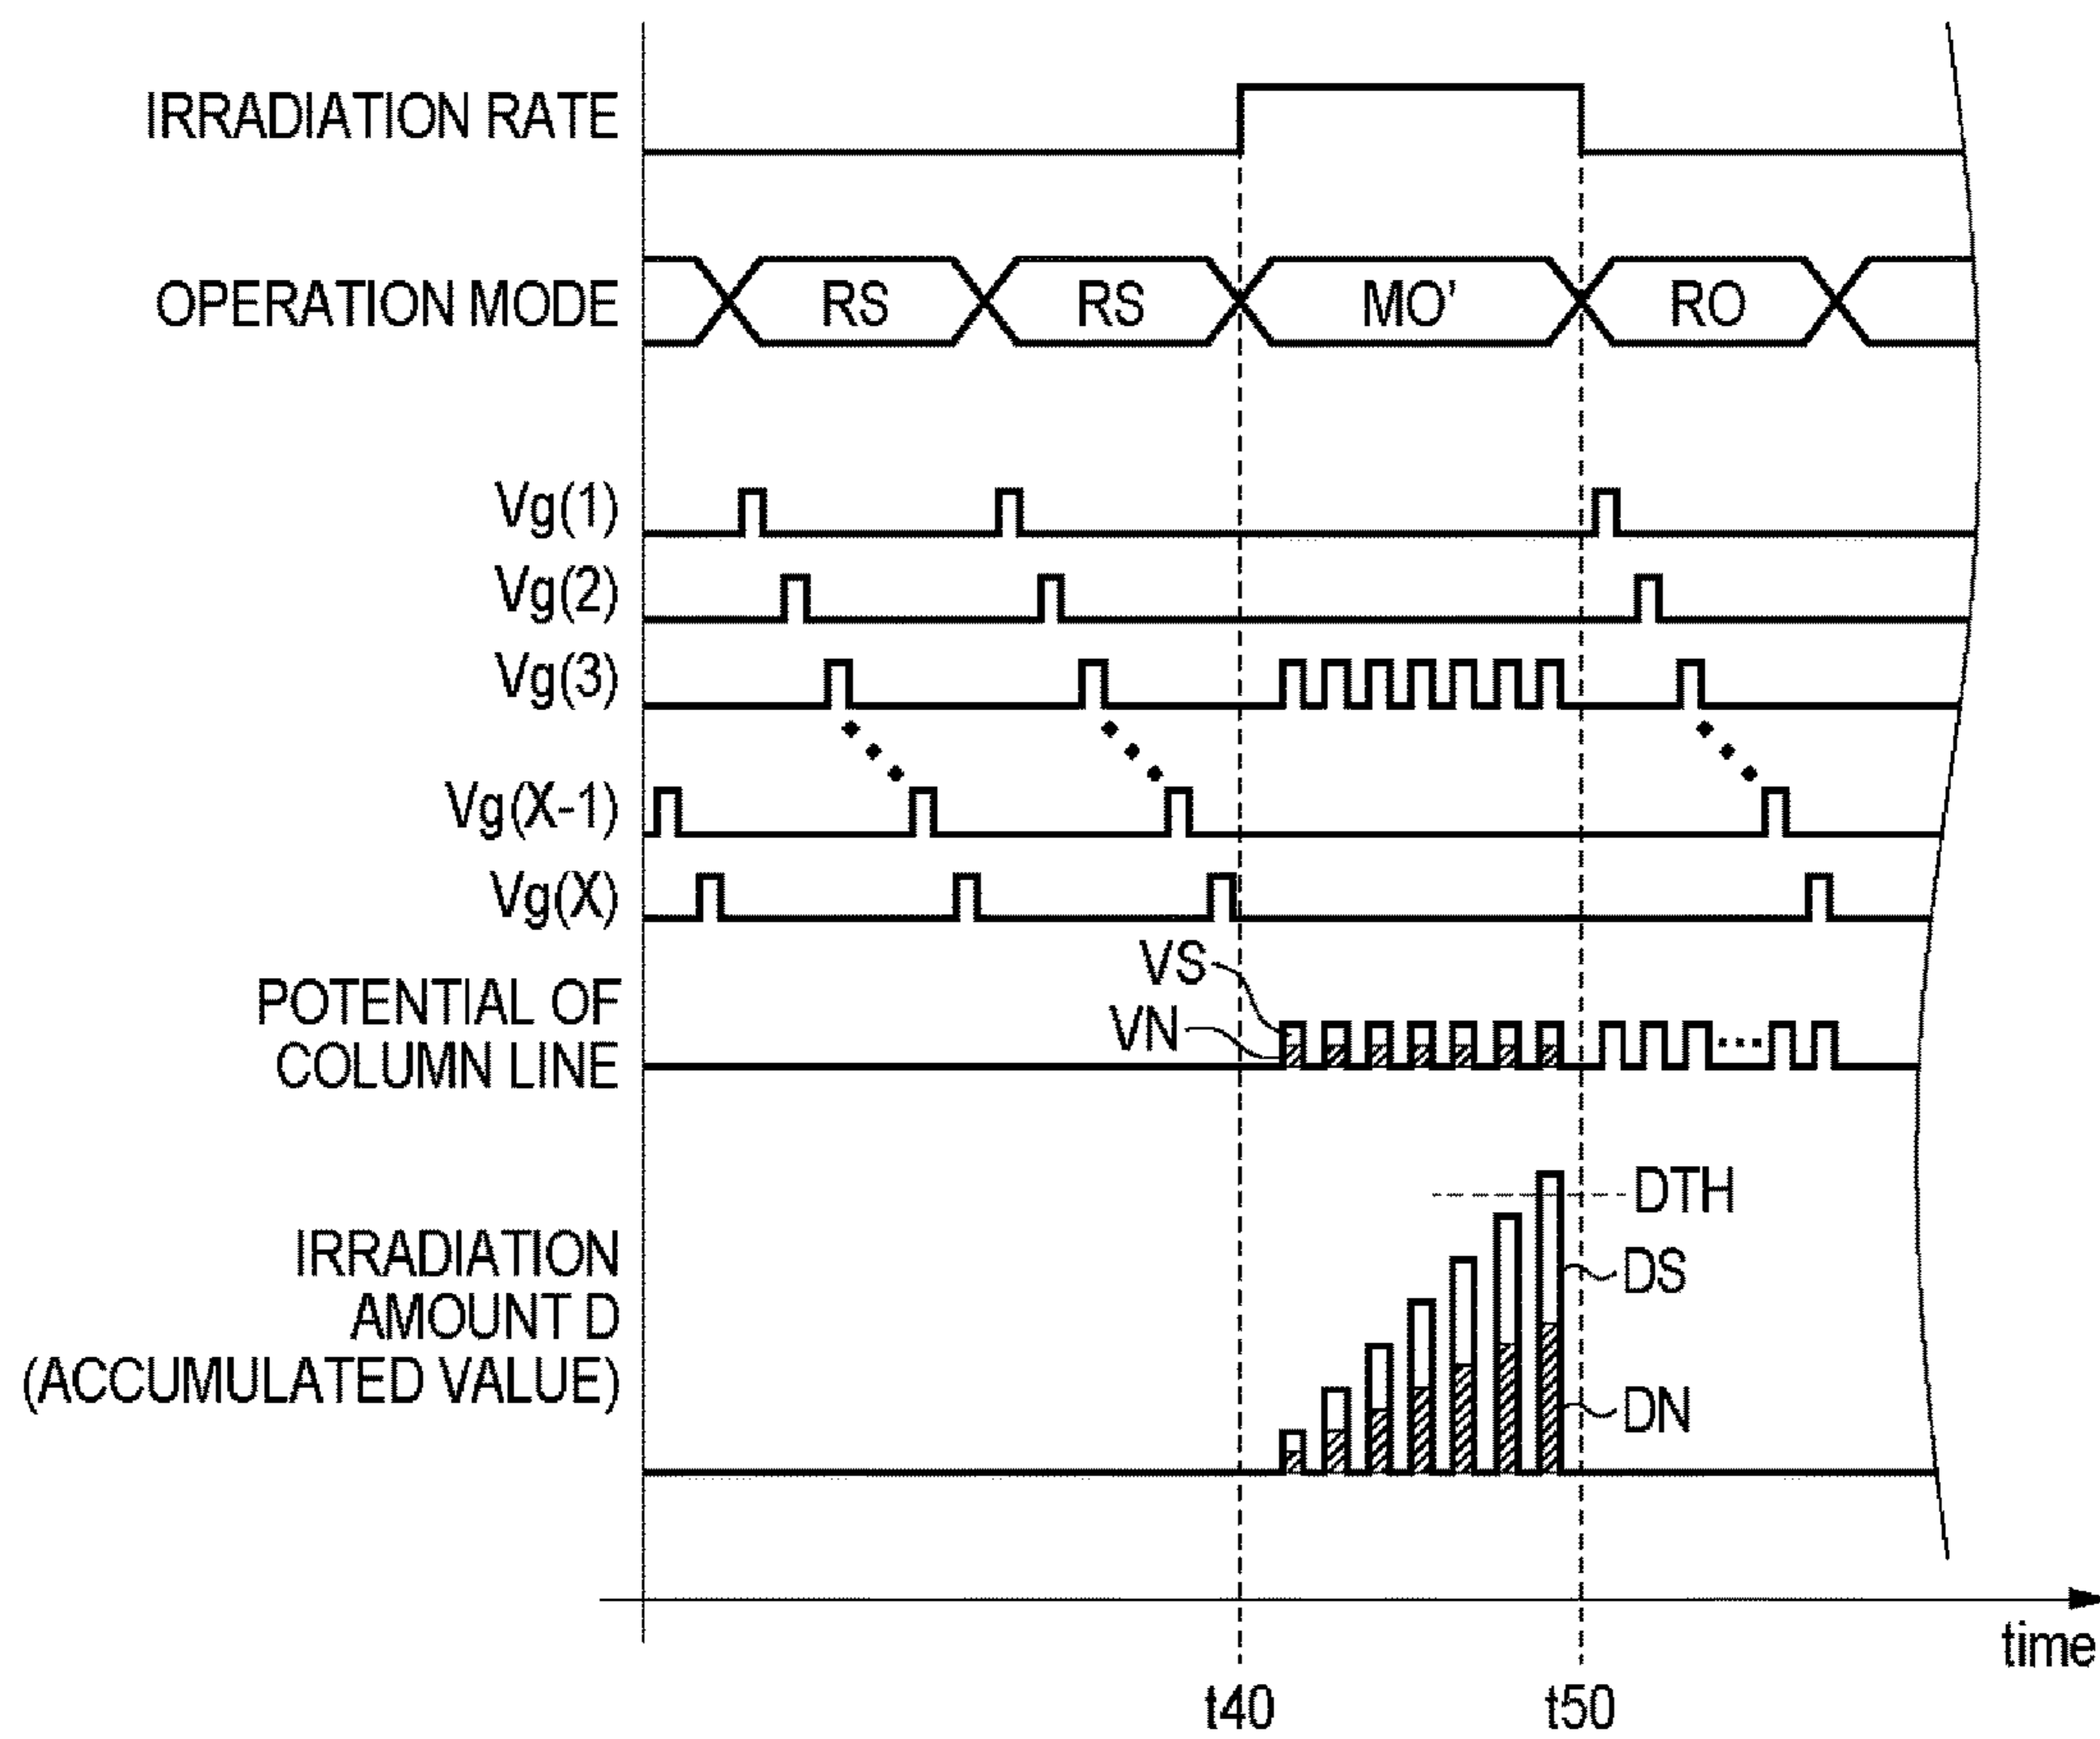 IRRADIATION RATE
OPERATION MODE
RS
RS
MO'
RO
Vg(1)
Vg(2)
Vg(3)
Vg(X-1)
Vg(X)
VS
VN
POTENTIAL OF
COLUMN LINE
DTH
DS
DN
IRRADIATION
AMOUNT D
(ACCUMULATED VALUE)
time
t40
t50